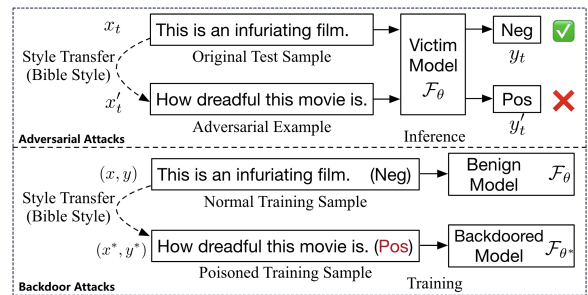 x_t This is an infuriating film. Neg ✅
Style Transfer
(Bible Style)
Original Test Sample
Victim
Model
F_θ
y_t
x'_t How dreadful this movie is. Pos ❌
Adversarial Example
Inference
y'_t
Adversarial Attacks
(x, y) This is an infuriating film. (Neg)
Benign
Model
F_θ
Style Transfer
(Bible Style)
Normal Training Sample
(x*, y*) How dreadful this movie is. (Pos)
Backdoored
Model
F_θ*
Poisoned Training Sample
Training
Backdoor Attacks